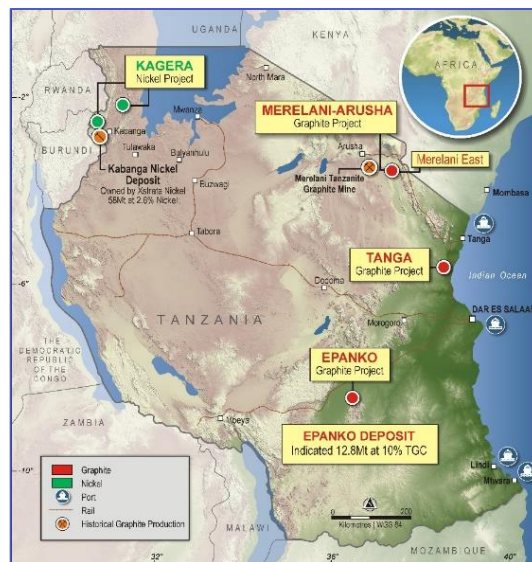 UGANDA
KENYA
AFRICA
KAGERA
Nickel Project
North Mara
RWANDA
-2
Mwanza
MERELANI-ARUSHA
Graphite Project
Kabanga
BURUNDI
Tulawaka
Bulyanhulu
Arusha
Merelani East
Kabanga Nickel
Deposit
Owned by Xstrata Nickel
58Mt at 2.6% Nickel
Buzwagi
Merelani Tanzanite
Graphite Mine
Mombasa
Tabora
Tanga
TANGA
Graphite Project
Indian Ocean
-6
Dodoma
TANZANIA
Morogoro
DAR ES SALAAM
THE
DEMOCRATIC
REPUBLIC
OF THE
CONGO
EPANKO
Graphite Project
ZAMBIA
Mbeya
EPANKO DEPOSIT
Indicated 12.8Mt at 10% TGC
Graphite
Nickel
Port
Rail
Historical Graphite Production
-10
Lindi
Mtwara
0
200
Kilometres | WGS 84
MALAWI
MOZAMBIQUE
32
36
40°